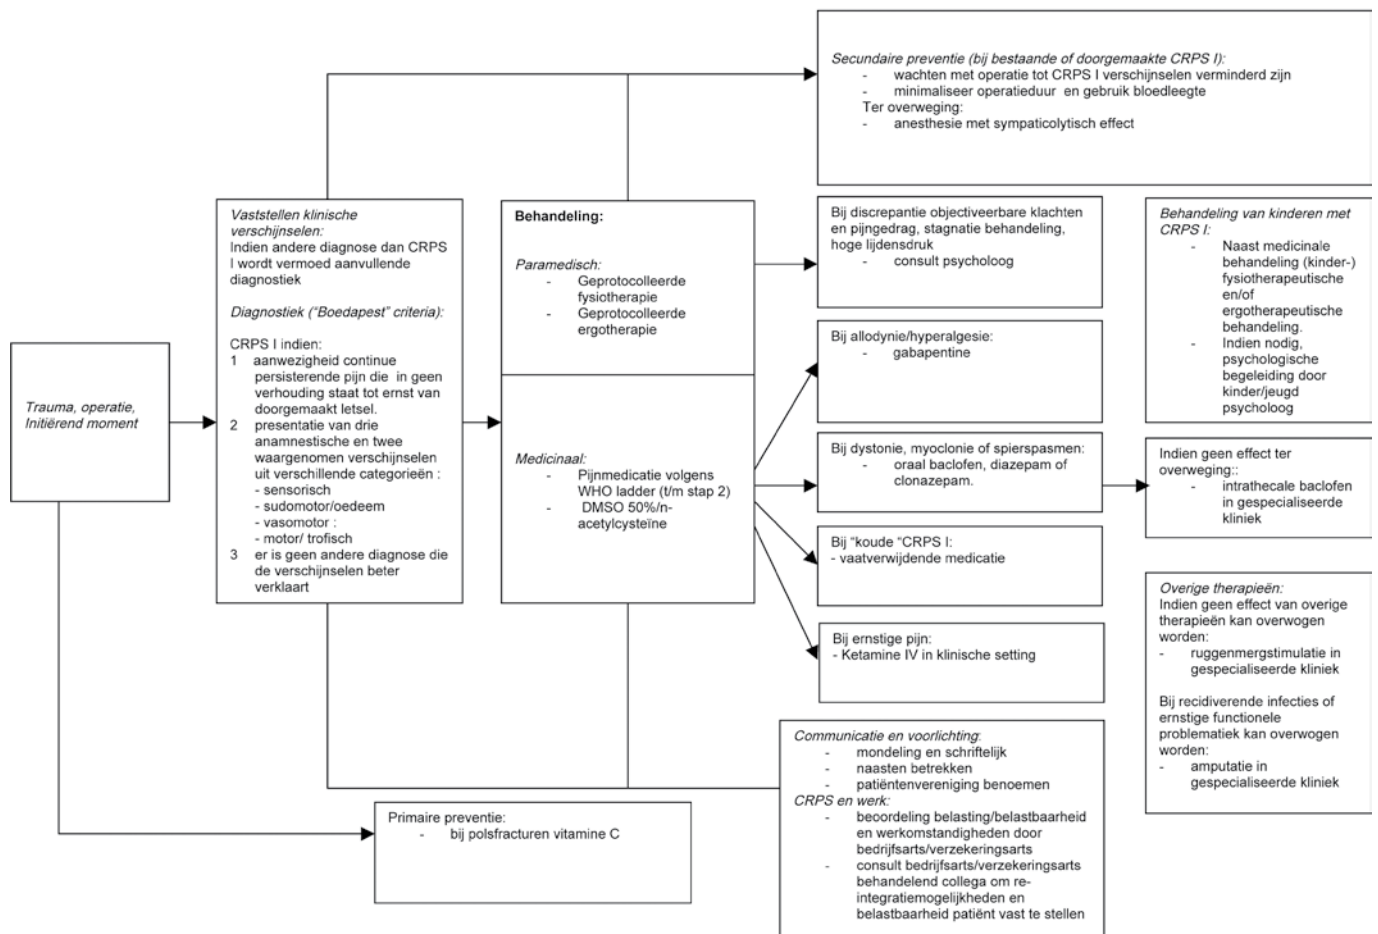 Trauma, operatie,
Initiërend moment
Vaststellen klinische
verschijnselen:
Indien andere diagnose dan CRPS
I wordt vermoed aanvullende
diagnostiek
Diagnostiek (“Boedapest” criteria):
CRPS I indien:
1 aanwezigheid continue
persisterende pijn die in geen
verhouding staat tot ernst van
doorgemaakt letsel.
2 presentatie van drie
anamnestische en twee
waargenomen verschijnselen
uit verschillende categorieën :
- sensorisch
- sudomotor/oedeem
- vasomotor :
- motor/ trofisch
3 er is geen andere diagnose die
de verschijnselen beter
verklaart
Behandeling:
Paramedisch:
- Geprotocolleerde
fysiotherapie
- Geprotocolleerde
ergotherapie
Medicinaal:
- Pijnmedicatie volgens
WHO ladder (t/m stap 2)
- DMSO 50%/n-
acetylcysteïne
Secundaire preventie (bij bestaande of doorgemaakte CRPS I):
- wachten met operatie tot CRPS I verschijnselen verminderd zijn
- minimaliseer operatieduur en gebruik bloedleegte
Ter overweging:
- anesthesie met sympaticolytisch effect
Bij discrepantie objectiveerbare klachten
en pijngedrag, stagnatie behandeling,
hoge lijdensdruk
- consult psycholoog
Bij allodynie/hyperalgesie:
- gabapentine
Bij dystonie, myoclonie of spierspasmen:
- oraal baclofen, diazepam of
clonazepam.
Bij “koude “CRPS I:
- vaatverwijdende medicatie
Bij ernstige pijn:
- Ketamine IV in klinische setting
Behandeling van kinderen met
CRPS I:
- Naast medicinale
behandeling (kinder-)
fysiotherapeutische
en/of
ergotherapeutische
behandeling.
- Indien nodig,
psychologische
begeleiding door
kinder/jeugd
psycholoog
Indien geen effect ter
overweging::
- intrathecale baclofen
in gespecialiseerde
kliniek
Overige therapieën:
Indien geen effect van overige
therapieën kan overwogen
worden:
- ruggenmergstimulatie in
gespecialiseerde kliniek
Bij recidiverende infecties of
ernstige functionele
problematiek kan overwogen
worden:
- amputatie in
gespecialiseerde kliniek
Communicatie en voorlichting:
- mondeling en schriftelijk
- naasten betrekken
- patiëntenvereniging benoemen
CRPS en werk:
- beoordeling belasting/belastbaarheid
en werkomstandigheden door
bedrijfsarts/verzekeringsarts
- consult bedrijfsarts/verzekeringsarts
behandelend collega om re-
integratiemogelijkheden en
belastbaarheid patiënt vast te stellen
Primaire preventie:
- bij polsfracturen vitamine C